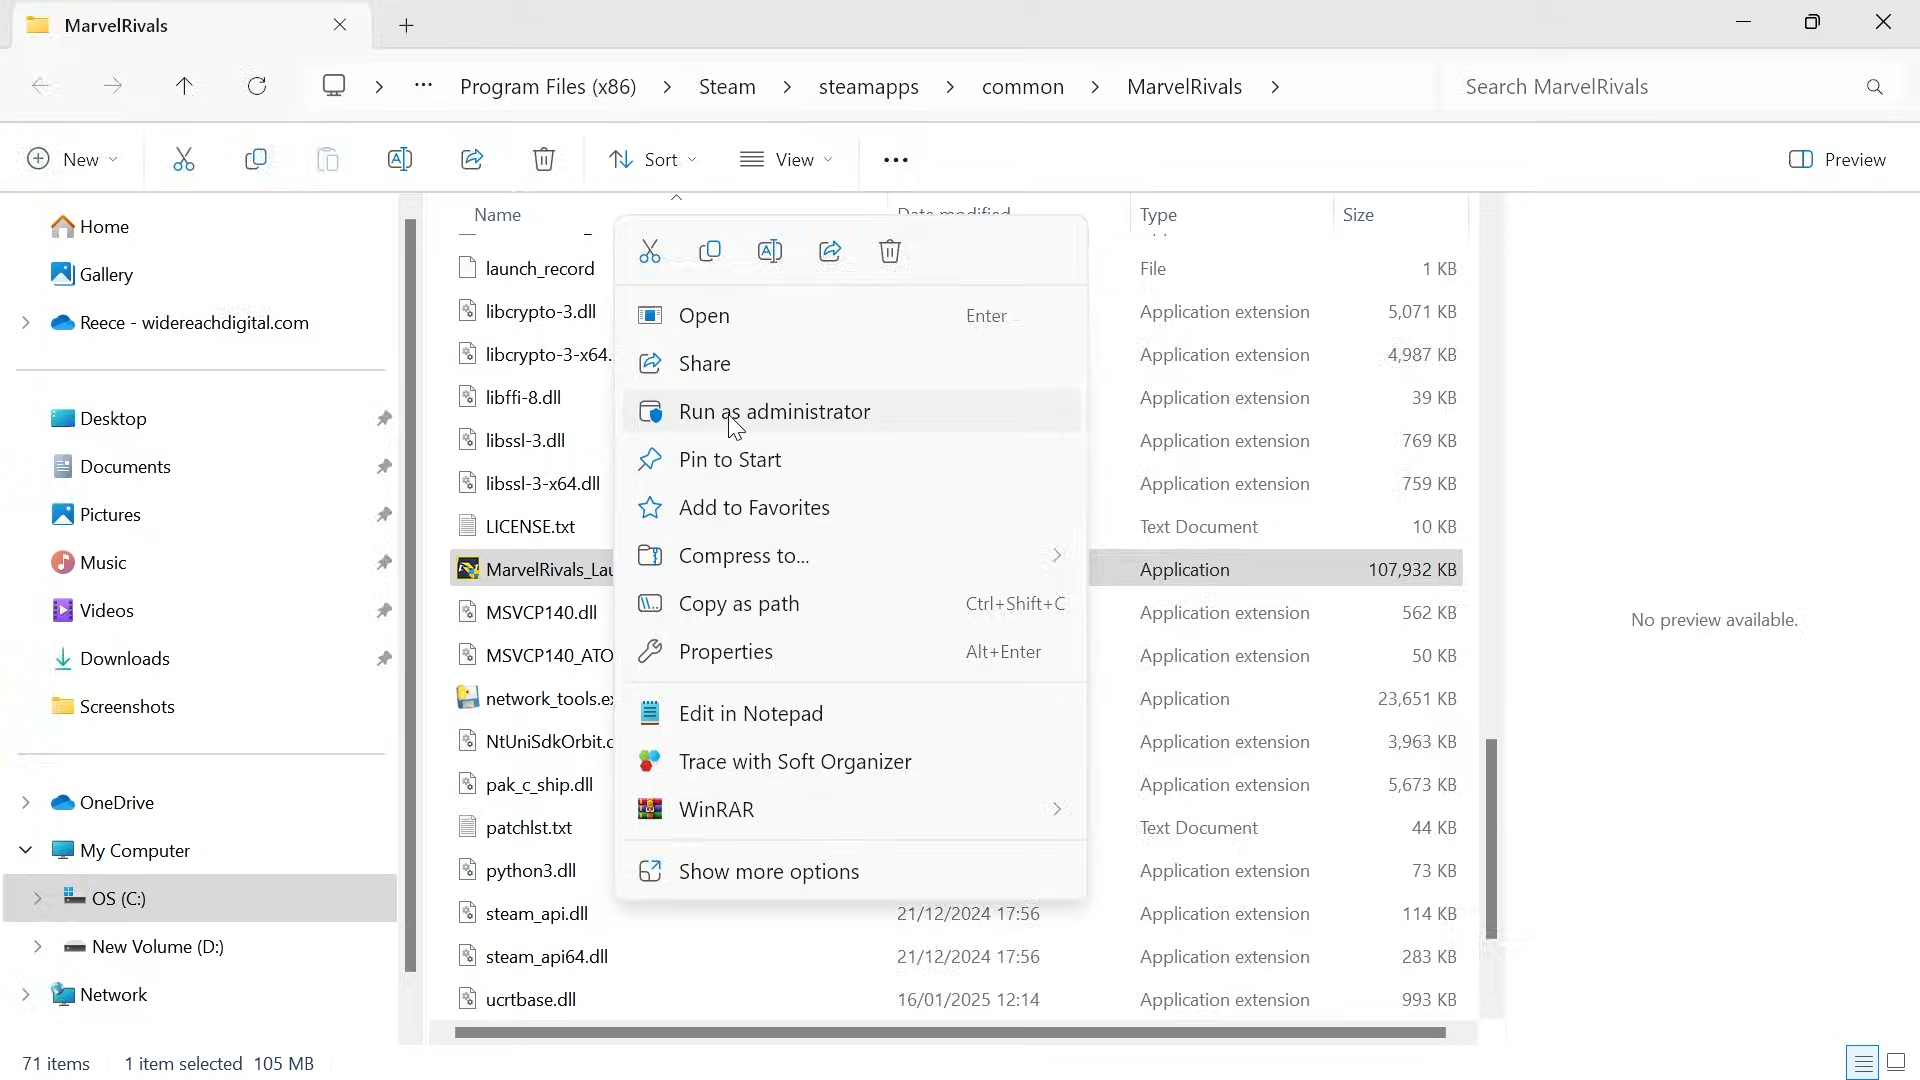 MarvelRivals
Program Files (x86) > Steam > steamapps > common > MarvelRivals >
Search MarvelRivals
New
Sort
View
Preview
Home
Gallery
Reece - widereachdigital.com
Desktop
Documents
Pictures
Music
Videos
Downloads
Screenshots
OneDrive
My Computer
OS (C:)
New Volume (D:)
Network
Name Date modified Type Size
launch_record File 1 KB
libcrypto-3.dll Application extension 5,071 KB
libcrypto-3-x64. Application extension 4,987 KB
libffi-8.dll Application extension 39 KB
libssl-3.dll Application extension 769 KB
libssl-3-x64.dll Application extension 759 KB
LICENSE.txt Text Document 10 KB
MarvelRivals_Lau Application 107,932 KB
MSVCP140.dll Application extension 562 KB
MSVCP140_ATO Application extension 50 KB
network_tools.ex Application 23,651 KB
NtUniSdkOrbit.d Application extension 3,963 KB
pak_c_ship.dll Application extension 5,673 KB
patchlst.txt Text Document 44 KB
python3.dll Application extension 73 KB
steam_api.dll 21/12/2024 17:56 Application extension 114 KB
steam_api64.dll 21/12/2024 17:56 Application extension 283 KB
ucrtbase.dll 16/01/2025 12:14 Application extension 993 KB
Open Enter
Share
Run as administrator
Pin to Start
Add to Favorites
Compress to...
Copy as path Ctrl+Shift+C
Properties Alt+Enter
Edit in Notepad
Trace with Soft Organizer
WinRAR
Show more options
No preview available.
71 items 1 item selected 105 MB